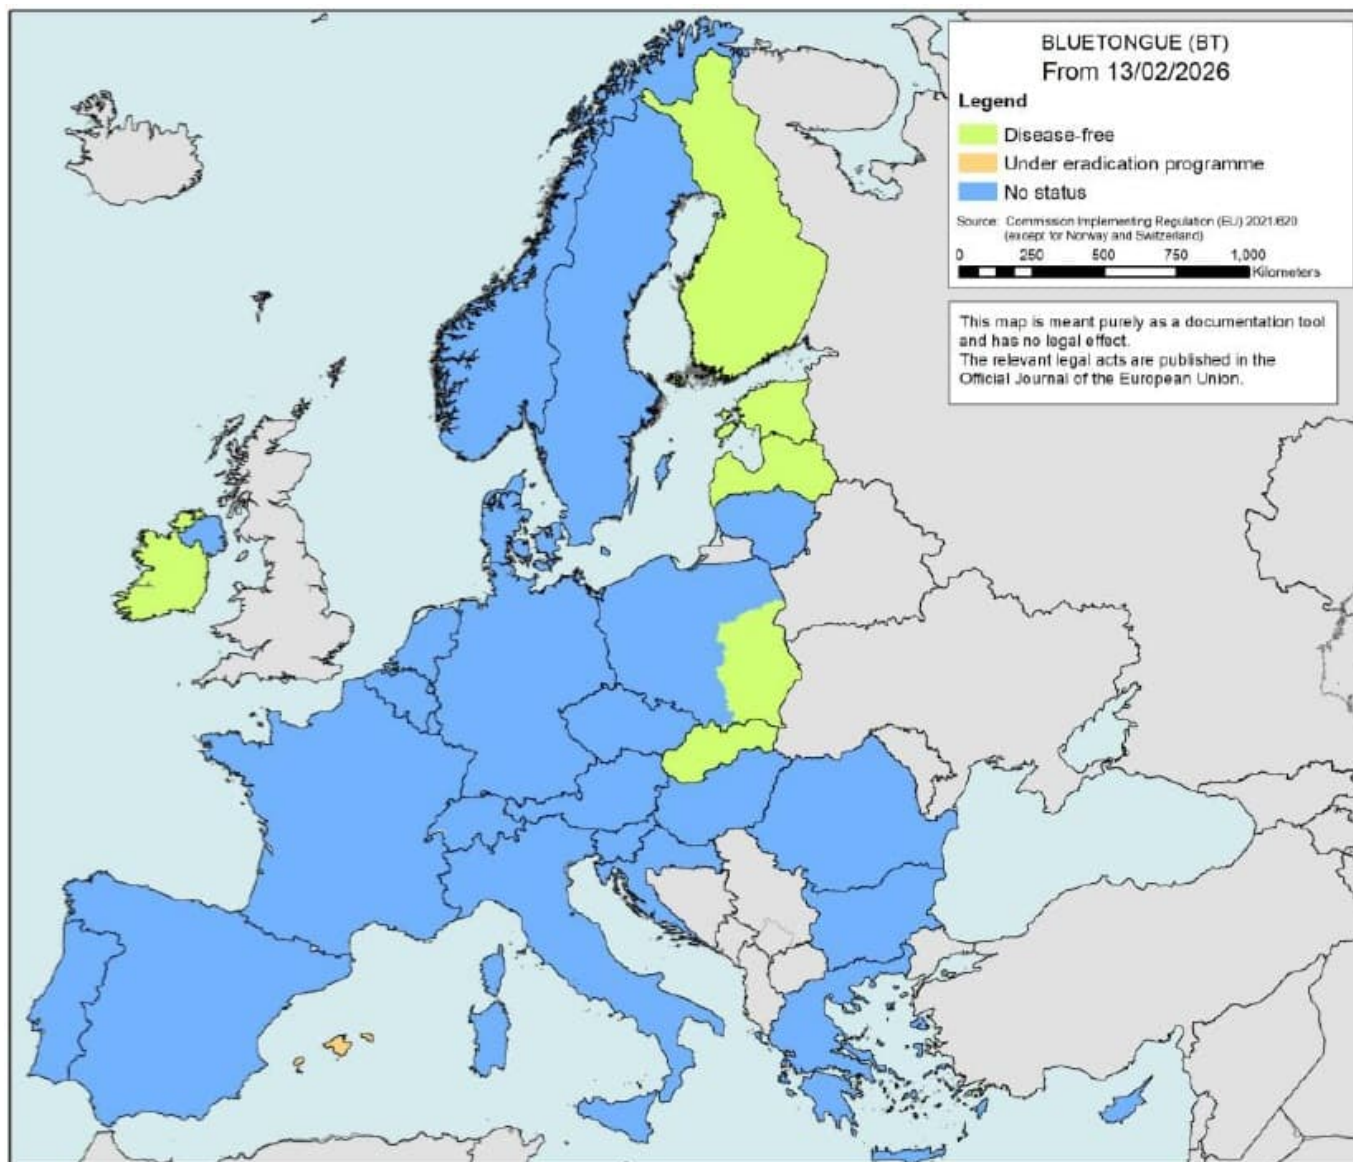 BLUETONGUE (BT)
From 13/02/2026
Legend
Disease-free
Under eradication programme
No status
Source: Commission Implementing Regulation (EU) 2021/620
(except for Norway and Switzerland)
0 250 500 750 1,000
Kilometers
This map is meant purely as a documentation tool
and has no legal effect.
The relevant legal acts are published in the
Official Journal of the European Union.